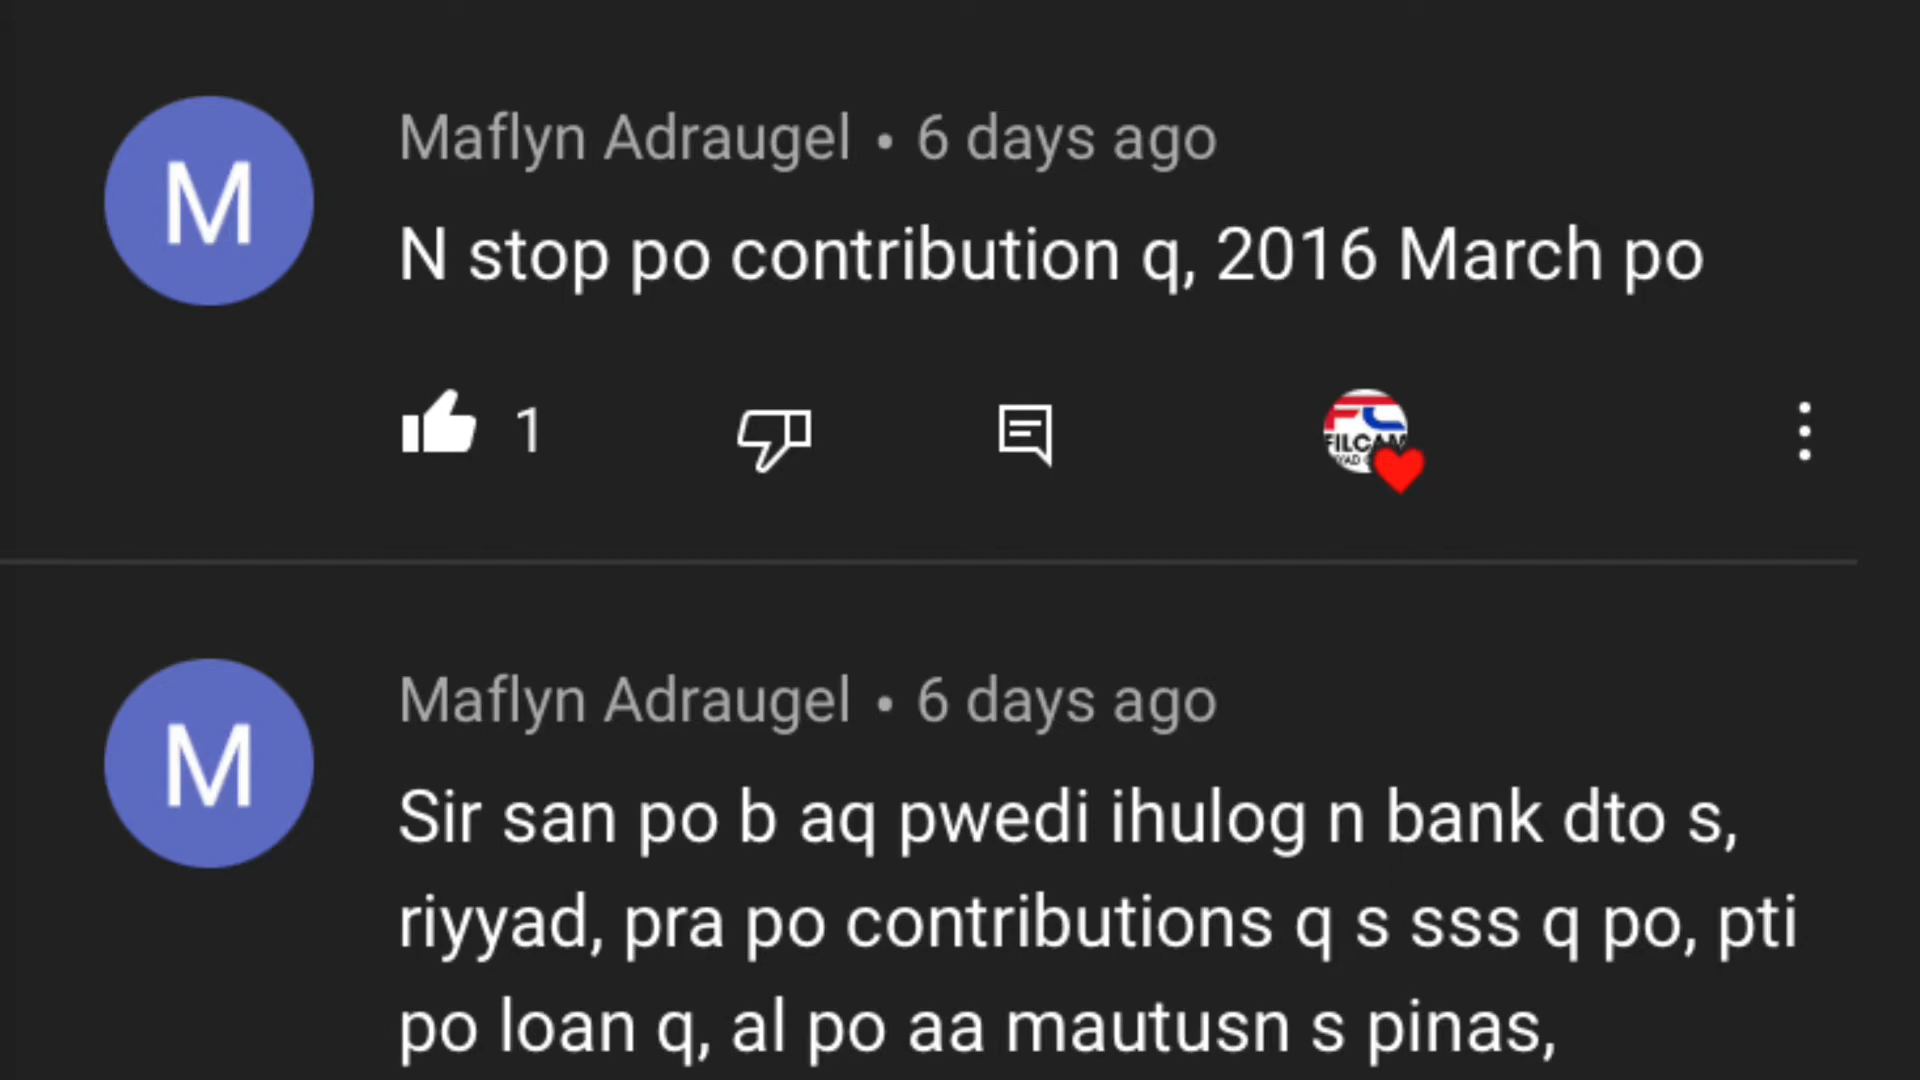 M
Maflyn Adraugel • 6 days ago
N stop po contribution q, 2016 March po
1
FILCAM
M
Maflyn Adraugel • 6 days ago
Sir san po b aq pwedi ihulog n bank dto s,
riyyad, pra po contributions q s sss q po, pti
po loan q, al po aa mautusn s pinas,